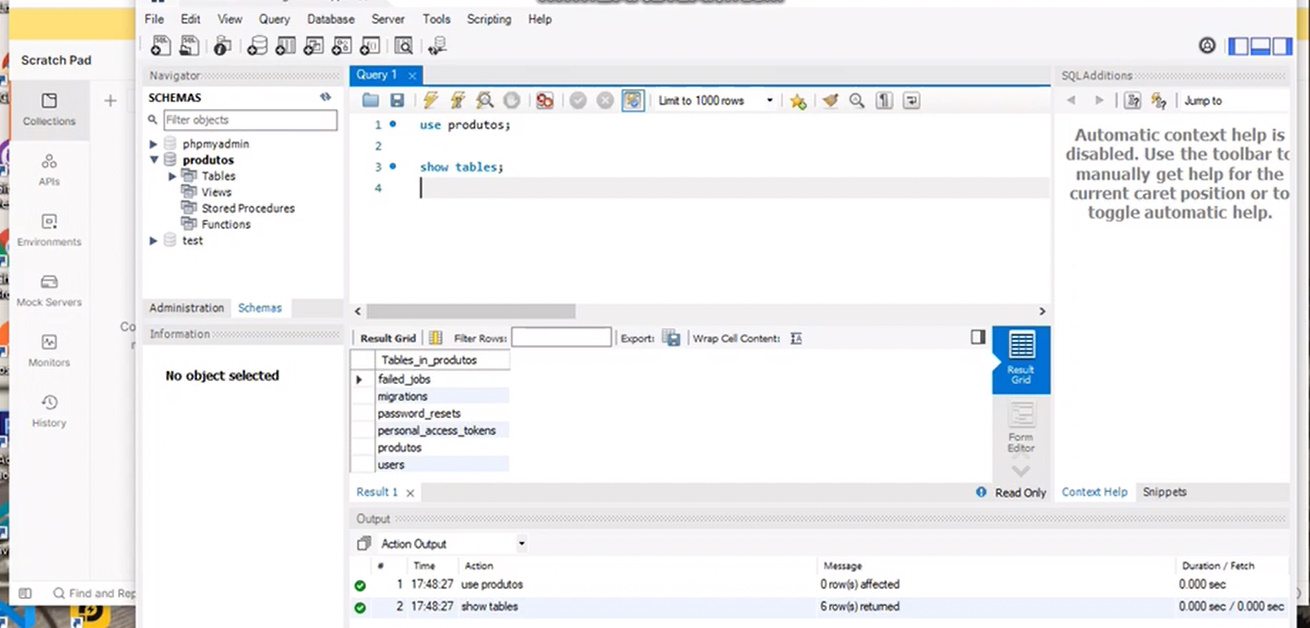 File Edit View Query Database Server Tools Scripting Help
Scratch Pad
Collections
APIs
Environments
Mock Servers
Monitors
History
Find and Rep
Co
Navigator
SCHEMAS
Filter objects
phpmyadmin
produtos
Tables
Views
Stored Procedures
Functions
test
Administration Schemas
Information
No object selected
Query 1
Limit to 1000 rows
1 use produtos;
2
3 show tables;
4
Result Grid Filter Rows: Export: Wrap Cell Content:
Tables_in_produtos
failed_jobs
migrations
password_resets
personal_access_tokens
produtos
users
Result
Grid
Form
Editor
Result 1 Read Only
SQLAdditions
Jump to
Automatic context help is
disabled. Use the toolbar to
manually get help for the
current caret position or to
toggle automatic help.
Context Help Snippets
Output
Action Output
# Time Action Message Duration / Fetch
1 17:48:27 use produtos 0 row(s) affected 0.000 sec
2 17:48:27 show tables 6 row(s) returned 0.000 sec / 0.000 sec